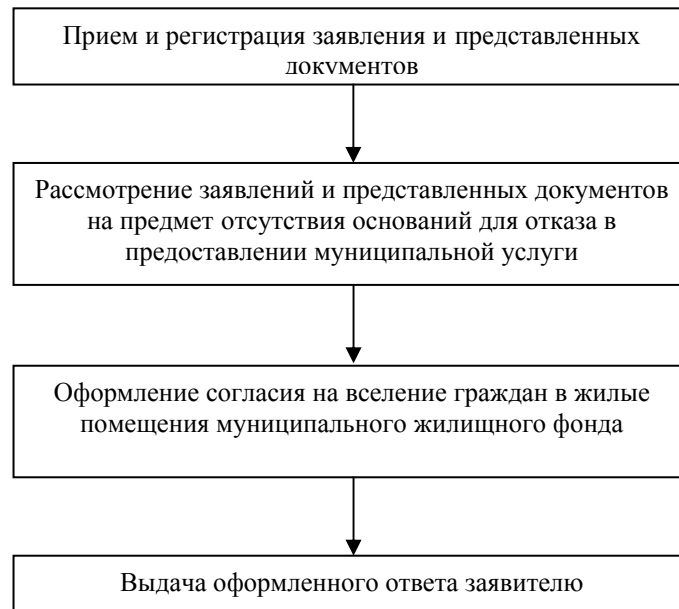 Прием и регистрация заявления и представленных
документов
Рассмотрение заявлений и представленных документов
на предмет отсутствия оснований для отказа в
предоставлении муниципальной услуги
Оформление согласия на вселение граждан в жилые
помещения муниципального жилищного фонда
Выдача оформленного ответа заявителю